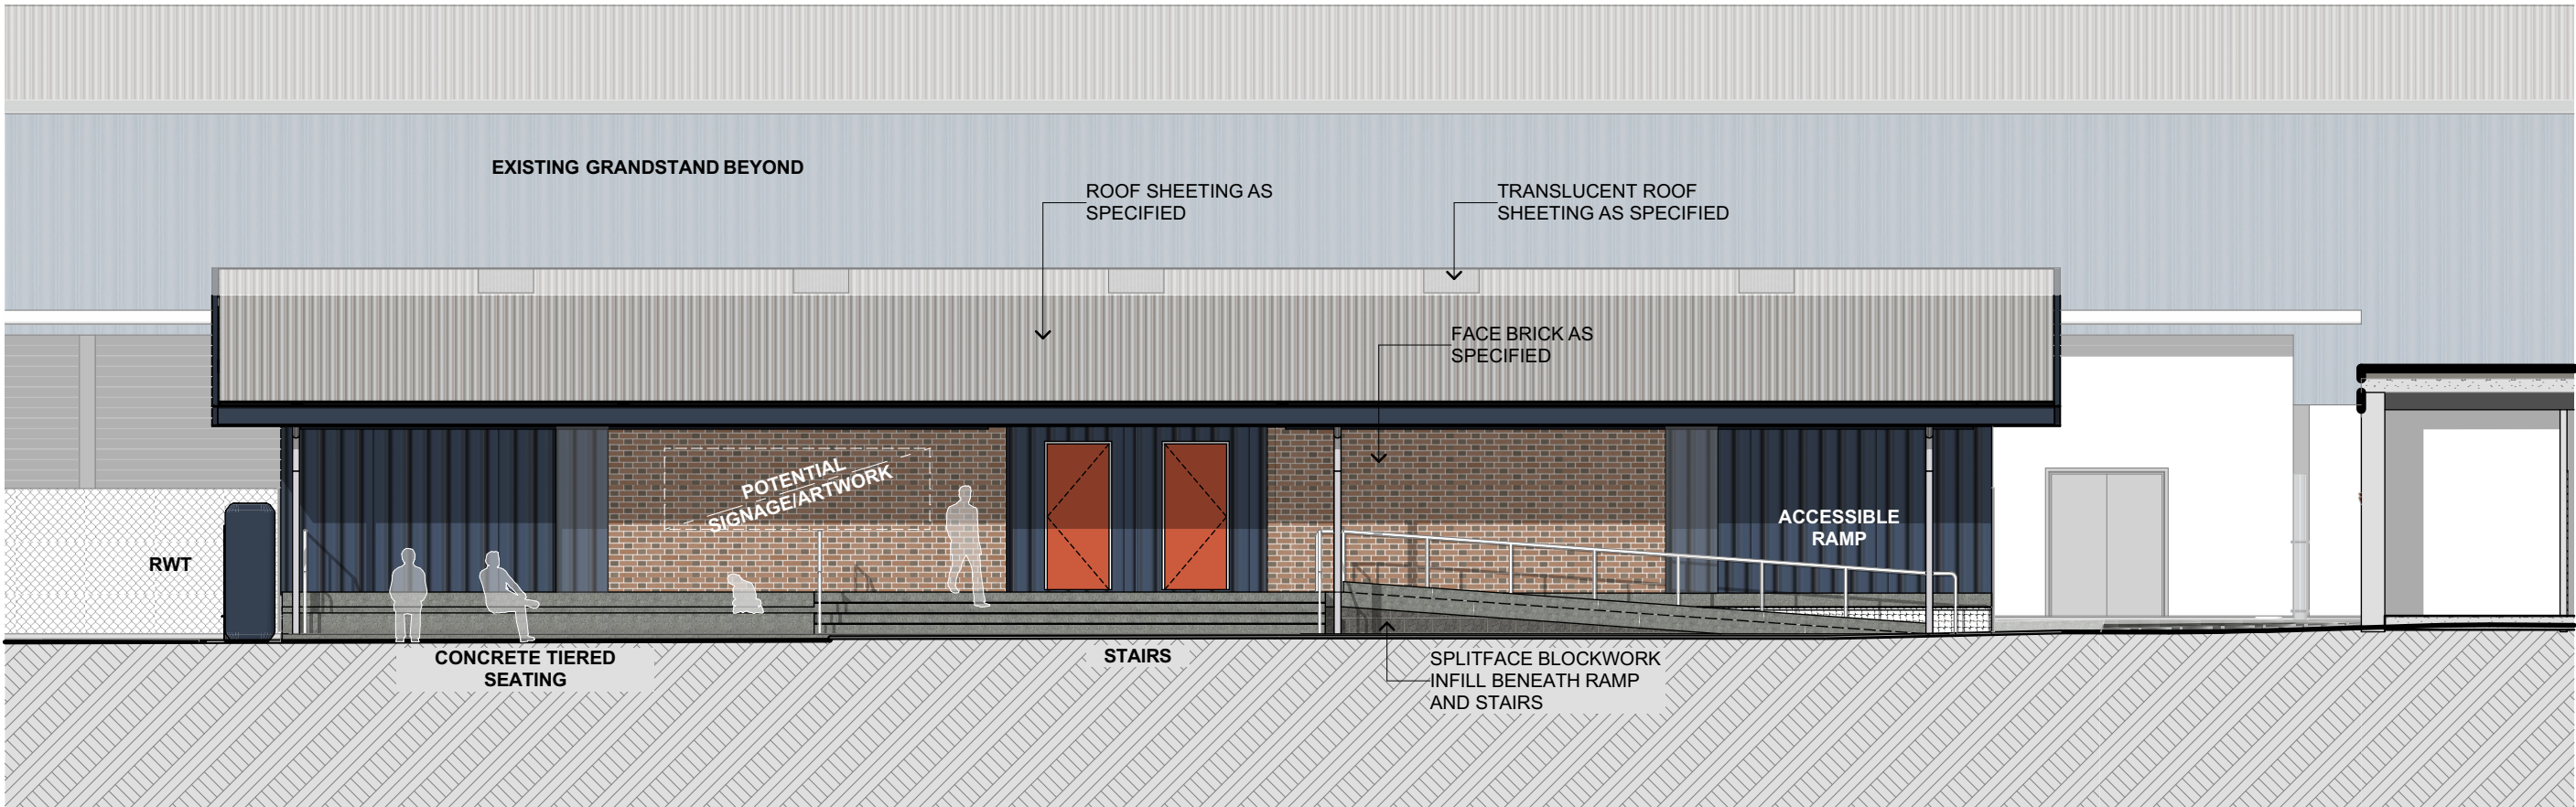 EXISTING GRANDSTAND BEYOND
ROOF SHEETING AS
SPECIFIED
TRANSLUCENT ROOF
SHEETING AS SPECIFIED
FACE BRICK AS
SPECIFIED
POTENTIAL
SIGNAGE/ARTWORK
ACCESSIBLE
RAMP
RWT
CONCRETE TIERED
SEATING
STAIRS
SPLITFACE BLOCKWORK
INFILL BENEATH RAMP
AND STAIRS